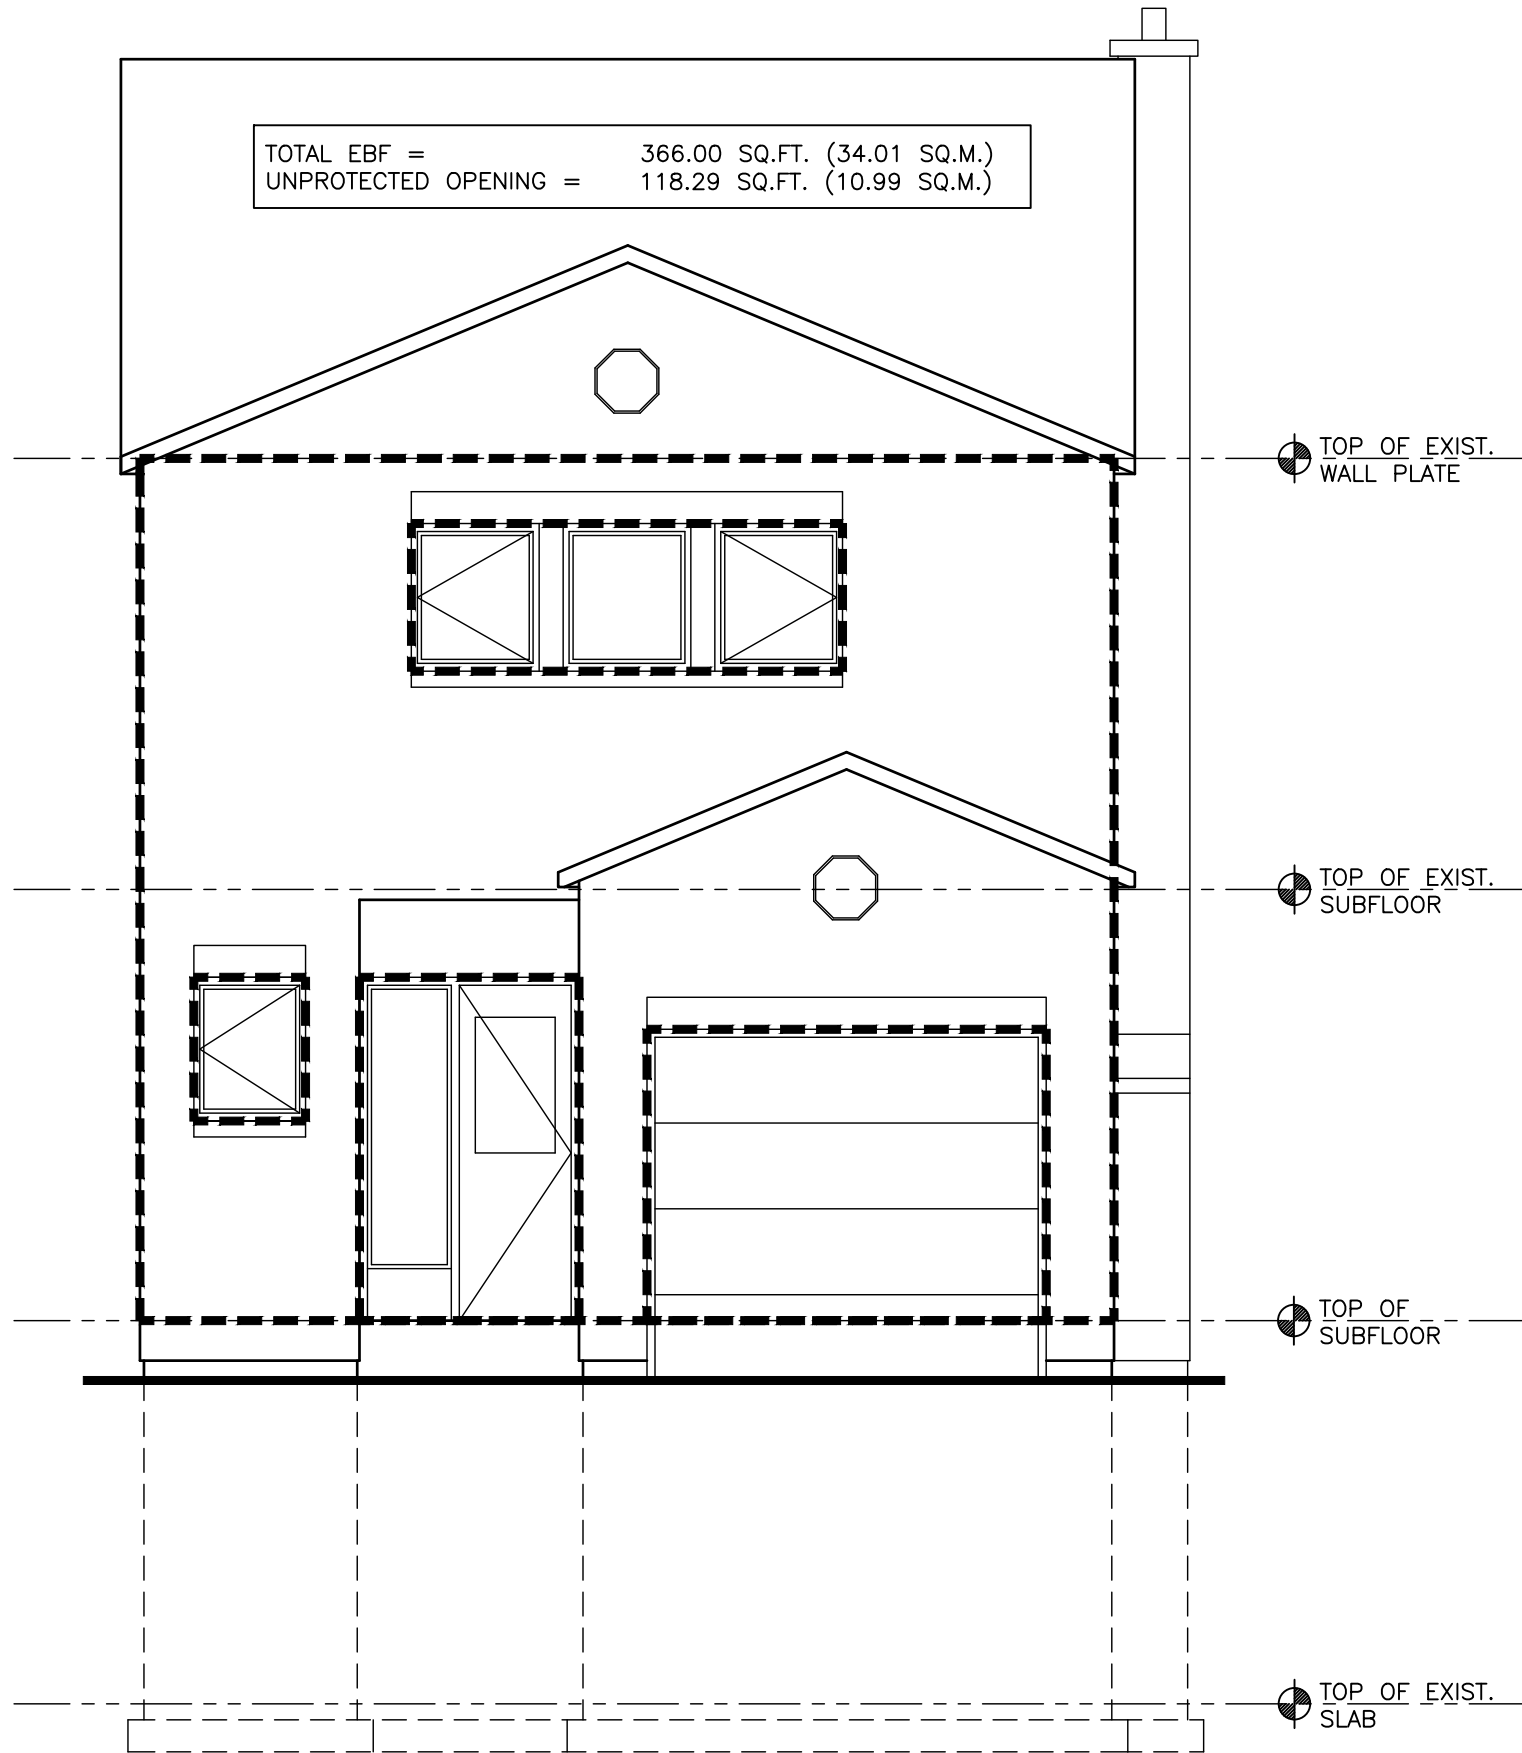 TOTAL EBF = 366.00 SQ.FT. (34.01 SQ.M.)
UNPROTECTED OPENING = 118.29 SQ.FT. (10.99 SQ.M.)
TOP OF EXIST.
WALL PLATE
TOP OF EXIST.
SUBFLOOR
TOP OF
SUBFLOOR
TOP OF EXIST.
SLAB